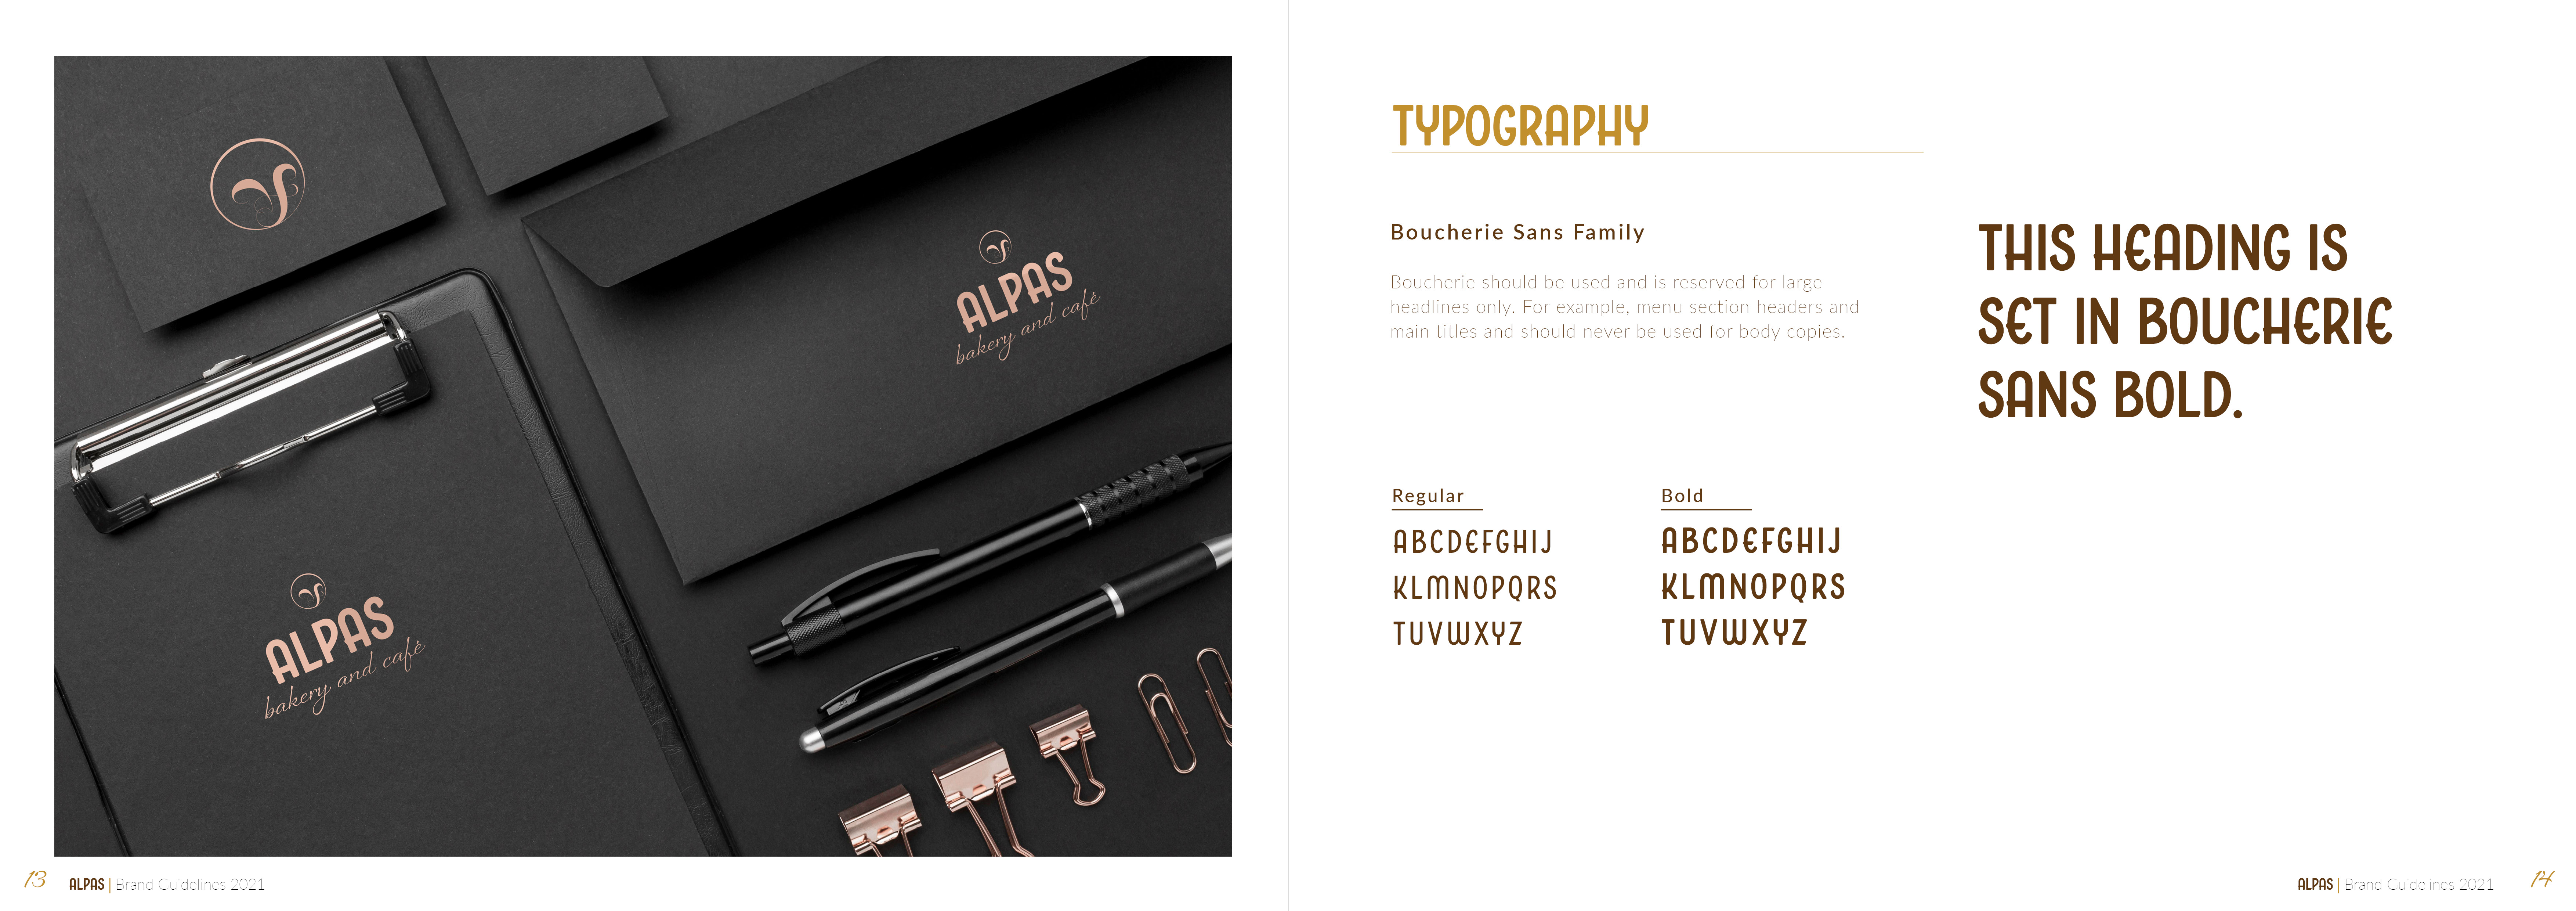 ALPAS
bakery and café
ALPAS
bakery and café
13 ALPAS | Brand Guidelines 2021
TYPOGRAPHY
Boucherie Sans Family
Boucherie should be used and is reserved for large
headlines only. For example, menu section headers and
main titles and should never be used for body copies.
THIS HEADING IS
SET IN BOUCHERIE
SANS BOLD.
Regular
ABCDEFGHIJ
KLMNOPQRS
TUVWXYZ
Bold
ABCDEFGHIJ
KLMNOPQRS
TUVWXYZ
ALPAS | Brand Guidelines 2021 14